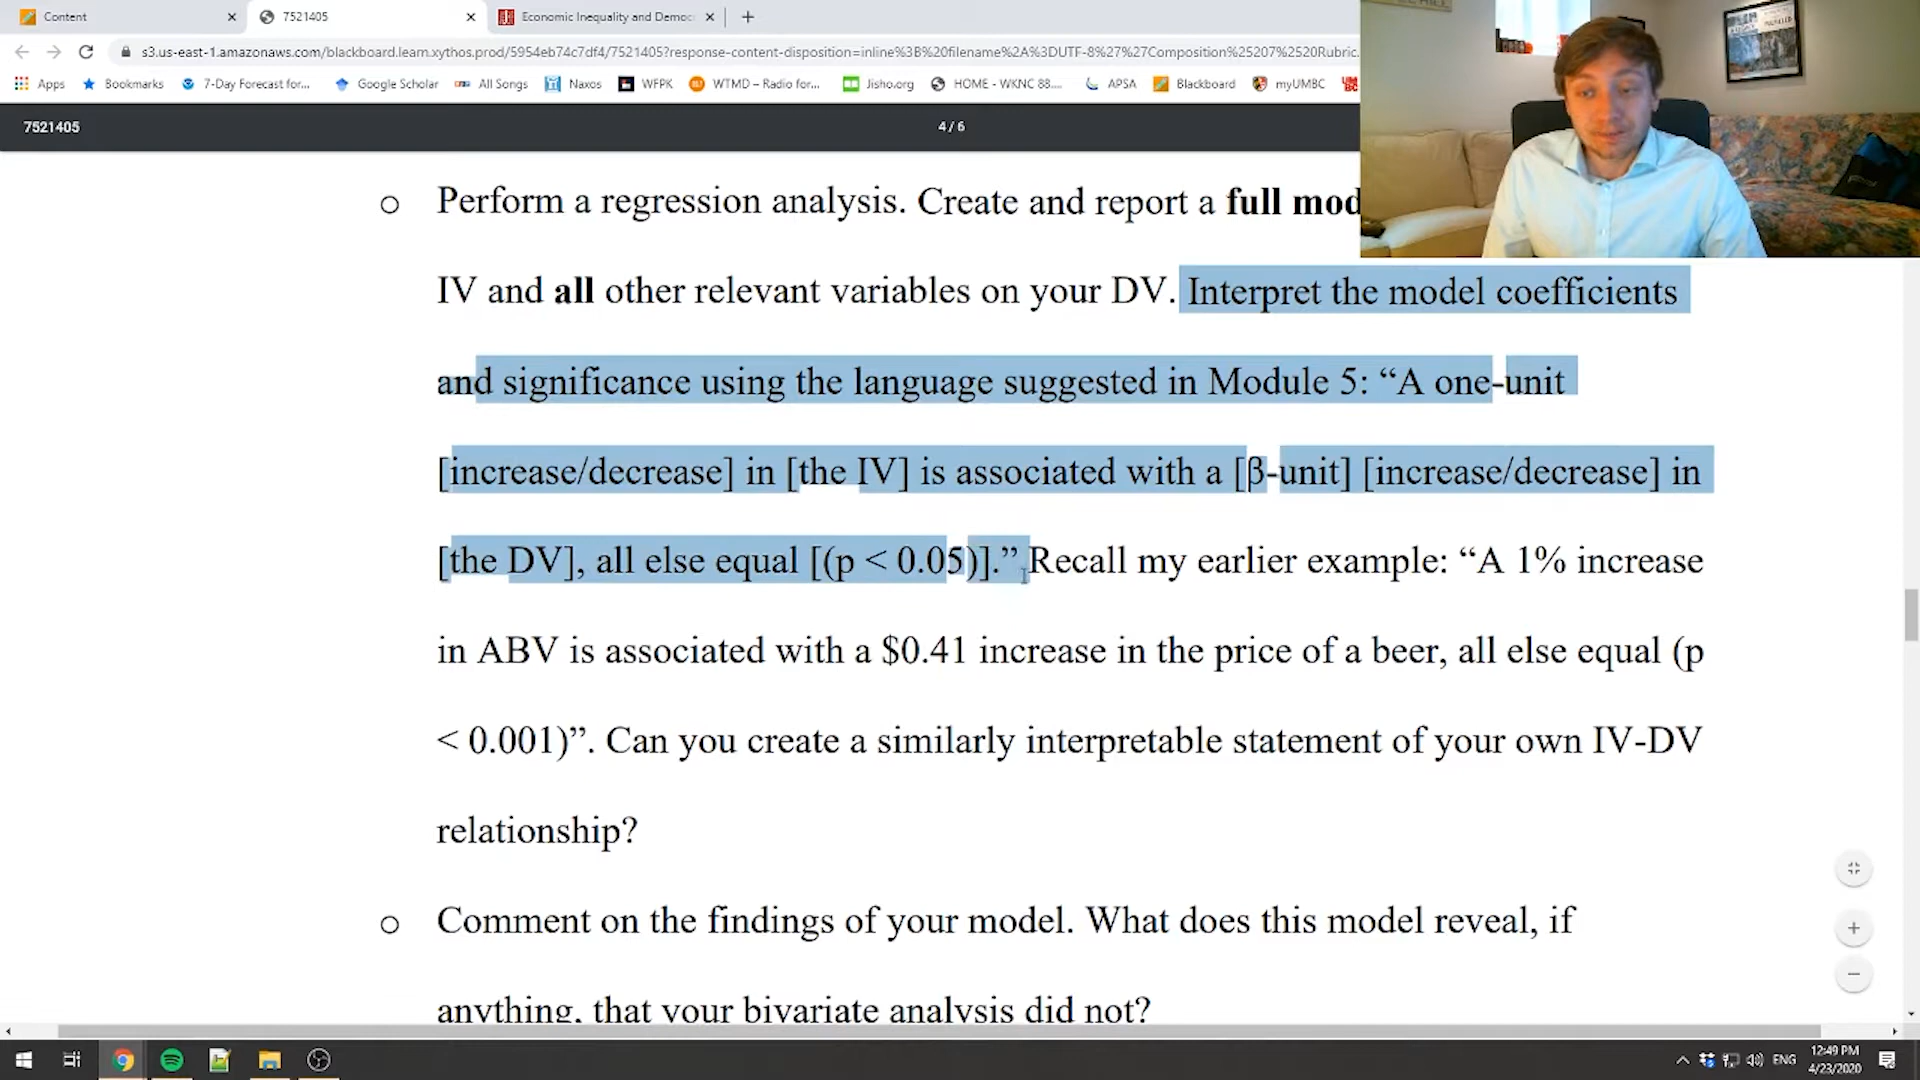 Content
7521405
Economic Inequality and Democ
s3.us-east-1.amazonaws.com/blackboard.learn.xythos.prod/5954eb74c7df4/7521405?response-content-disposition=inline%3B%20filename%2A%3DUTF-8%27%27Composition%25207%2520Rubric.
Apps
Bookmarks
7-Day Forecast for...
Google Scholar
All Songs
Naxos
WFPK
WTMD – Radio for...
Jisho.org
HOME - WKNC 88....
APSA
Blackboard
myUMBC
7521405
4 / 6
Perform a regression analysis. Create and report a full mod
IV and all other relevant variables on your DV. Interpret the model coefficients
and significance using the language suggested in Module 5: “A one-unit
[increase/decrease] in [the IV] is associated with a [β-unit] [increase/decrease] in
[the DV], all else equal [(p < 0.05)].” Recall my earlier example: “A 1% increase
in ABV is associated with a $0.41 increase in the price of a beer, all else equal (p
< 0.001)”. Can you create a similarly interpretable statement of your own IV-DV
relationship?
Comment on the findings of your model. What does this model reveal, if
anything, that your bivariate analysis did not?
ENG
12:49 PM
4/23/2020